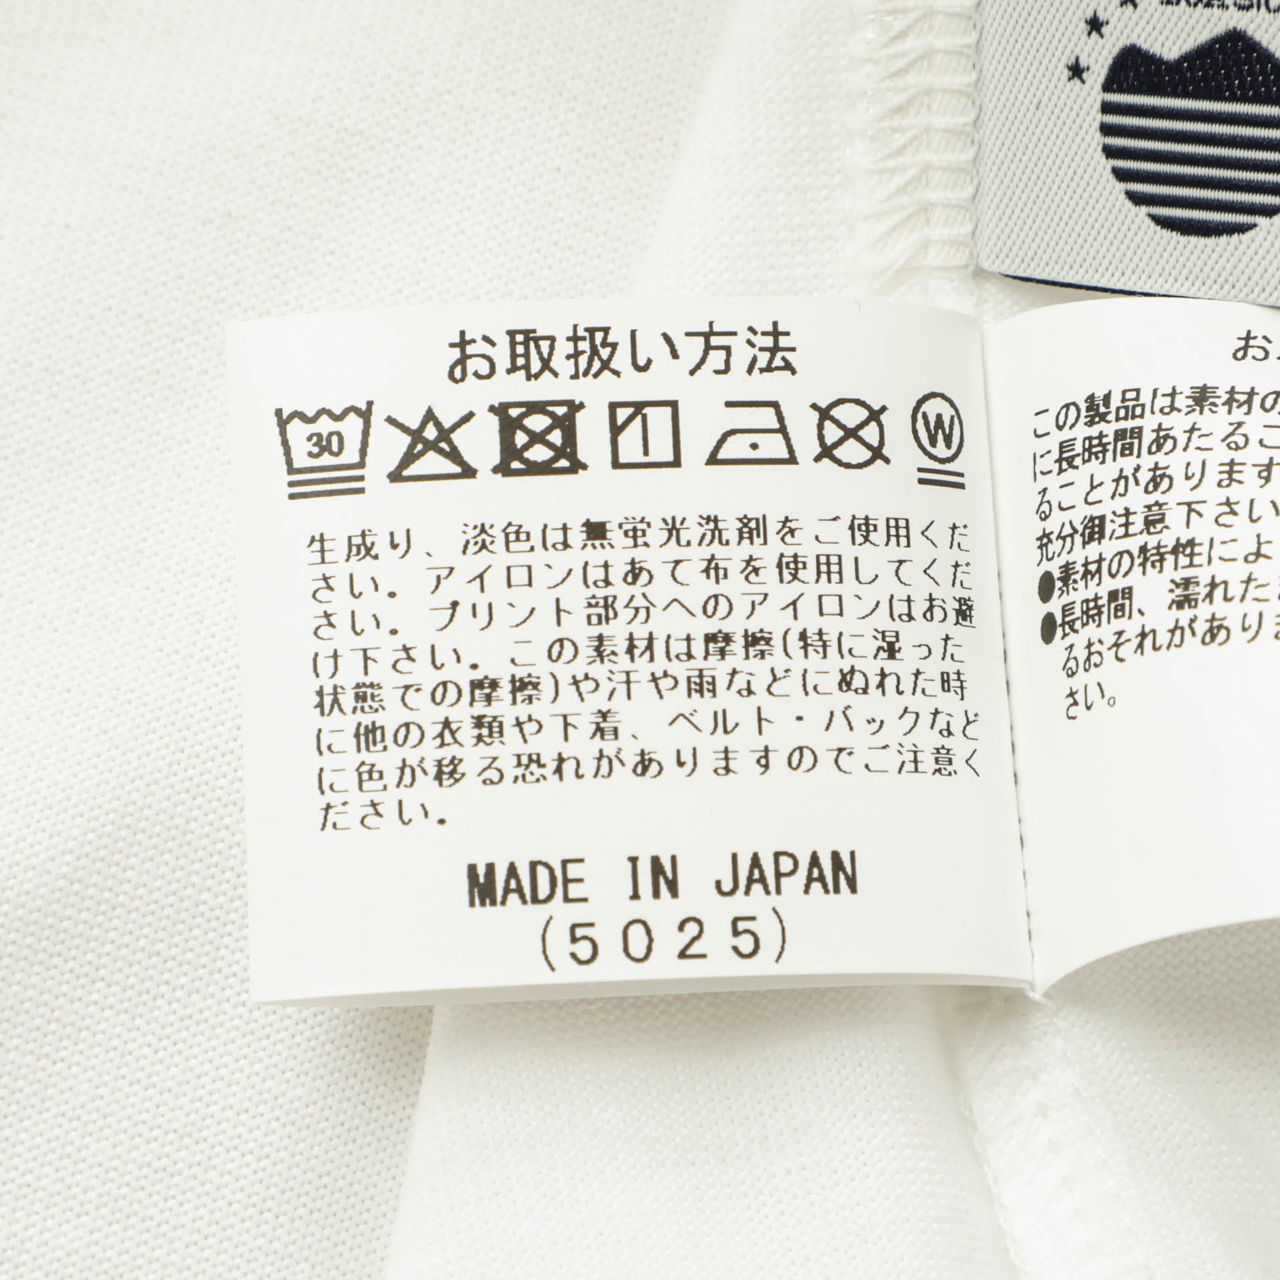 お取扱い方法
30
W
生成り、淡色は無蛍光洗剤をご使用くだ
さい。アイロンはあて布を使用してくだ
さい。プリント部分へのアイロンはお避
け下さい。この素材は摩擦(特に湿った
状態での摩擦)や汗や雨などにぬれた時
に他の衣類や下着、ベルト・バックなど
に色が移る恐れがありますのでご注意く
ださい。
MADE IN JAPAN
(5025)
お
この製品は素材の
に長時間あたるこ
ることがあります
充分御注意下さい
●素材の特性によ
●長時間、濡れた
るおそれがありま
さい。